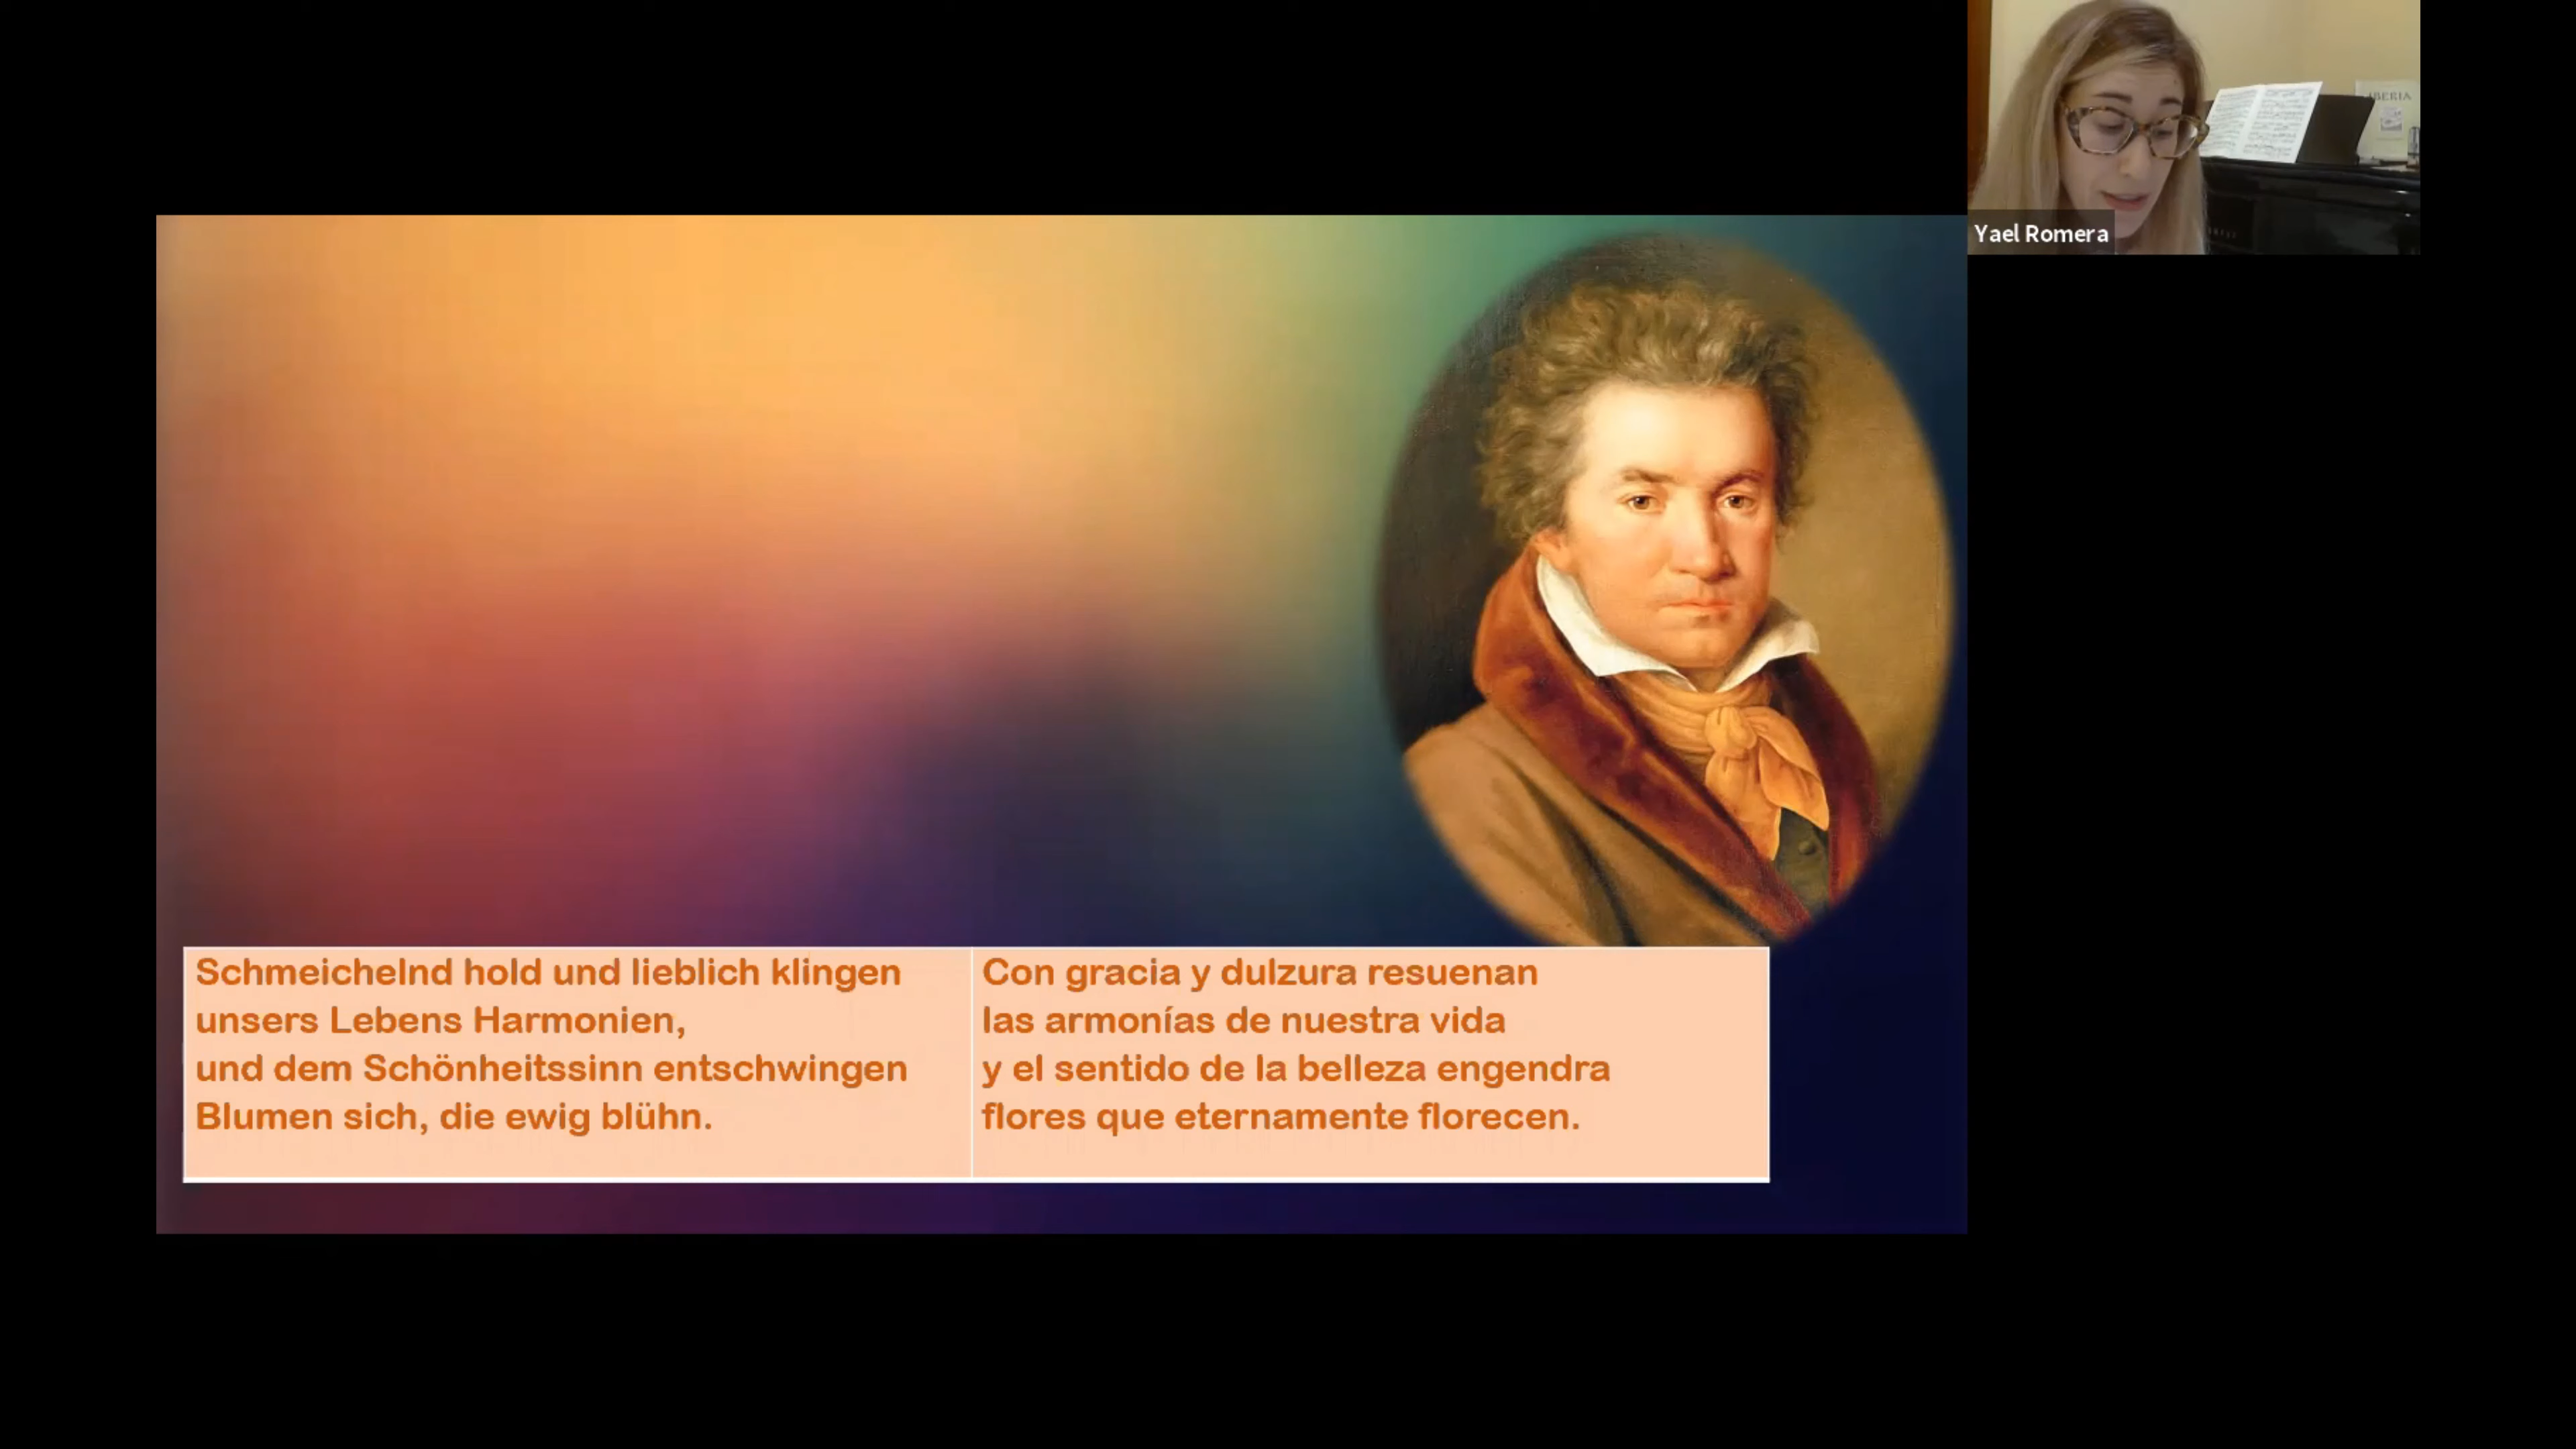 IBERIA
Yael Romera
Schmeichelnd hold und lieblich klingen
unsers Lebens Harmonien,
und dem Schönheitssinn entschwingen
Blumen sich, die ewig blühn.
Con gracia y dulzura resuenan
las armonías de nuestra vida
y el sentido de la belleza engendra
flores que eternamente florecen.